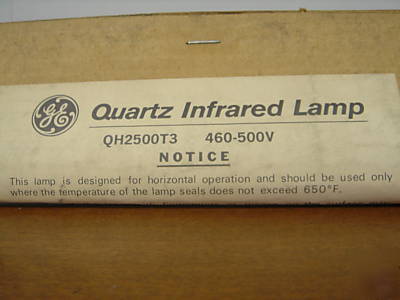 GE Quartz Infrared Lamp
QH2500T3 460-500V
NOTICE
This lamp is designed for horizontal operation and should be used only
where the temperature of the lamp seals does not exceed 650°F.